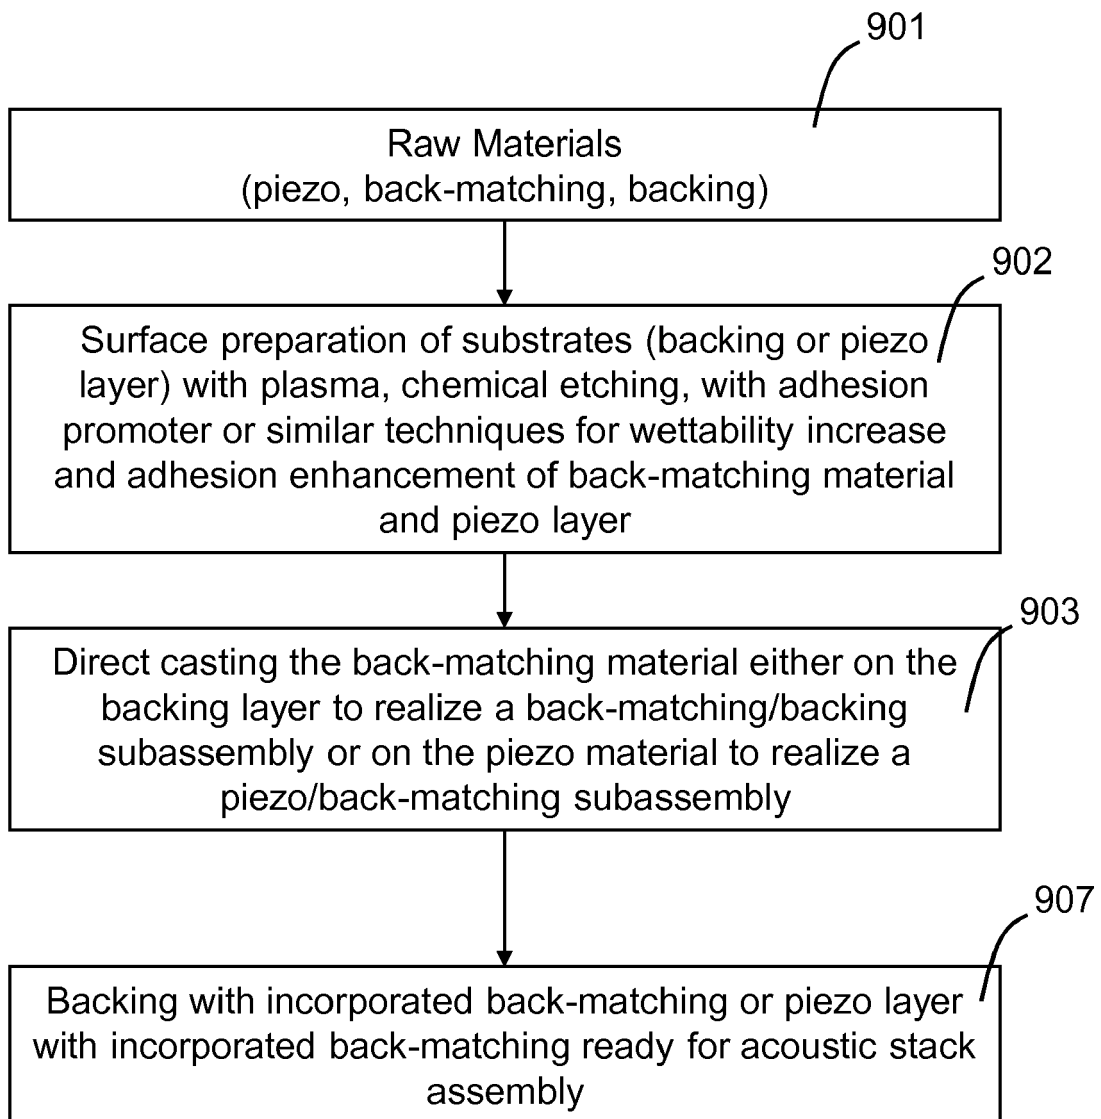 901
Raw Materials
(piezo, back-matching, backing)
902
Surface preparation of substrates (backing or piezo
layer) with plasma, chemical etching, with adhesion
promoter or similar techniques for wettability increase
and adhesion enhancement of back-matching material
and piezo layer
903
Direct casting the back-matching material either on the
backing layer to realize a back-matching/backing
subassembly or on the piezo material to realize a
piezo/back-matching subassembly
907
Backing with incorporated back-matching or piezo layer
with incorporated back-matching ready for acoustic stack
assembly